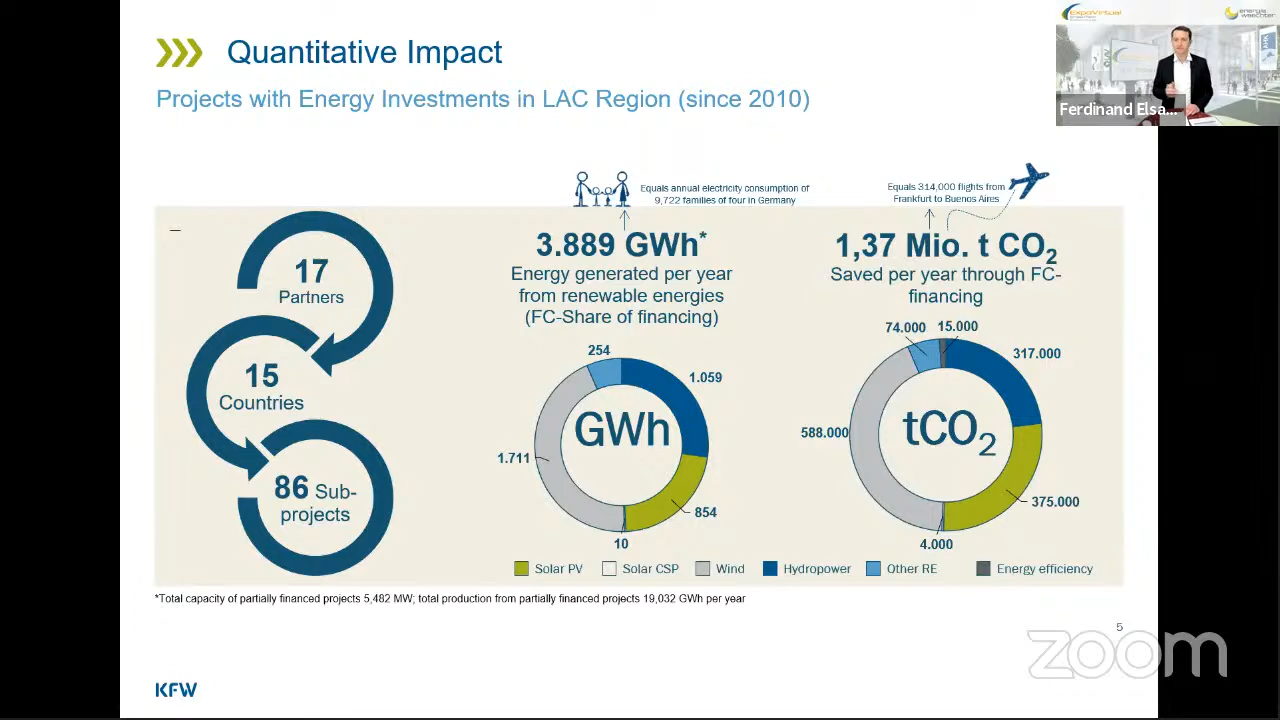 Quantitative Impact
Projects with Energy Investments in LAC Region (since 2010)
ExpoVirtual
energía
waechter
AHK
Ferdinand Elsa...
Equals annual electricity consumption of
9,722 families of four in Germany
Equals 314,000 flights from
Frankfurt to Buenos Aires
17
Partners
15
Countries
86 Sub-
projects
3.889 GWh*
Energy generated per year
from renewable energies
(FC-Share of financing)
254
1.059
1.711
GWh
854
10
1,37 Mio. t CO2
Saved per year through FC-
financing
74.000
15.000
317.000
588.000
tCO2
375.000
4.000
Solar PV
Solar CSP
Wind
Hydropower
Other RE
Energy efficiency
*Total capacity of partially financed projects 5,482 MW; total production from partially financed projects 19,032 GWh per year
5
zoom
KFW